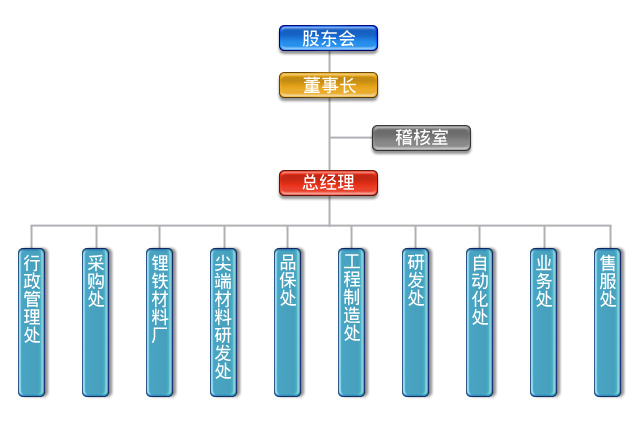 股东会
董事长
稽核室
总经理
行政管理处
采购处
锂铁材料厂
尖端材料研发处
品保处
工程制造处
研发处
自动化处
业务处
售服处